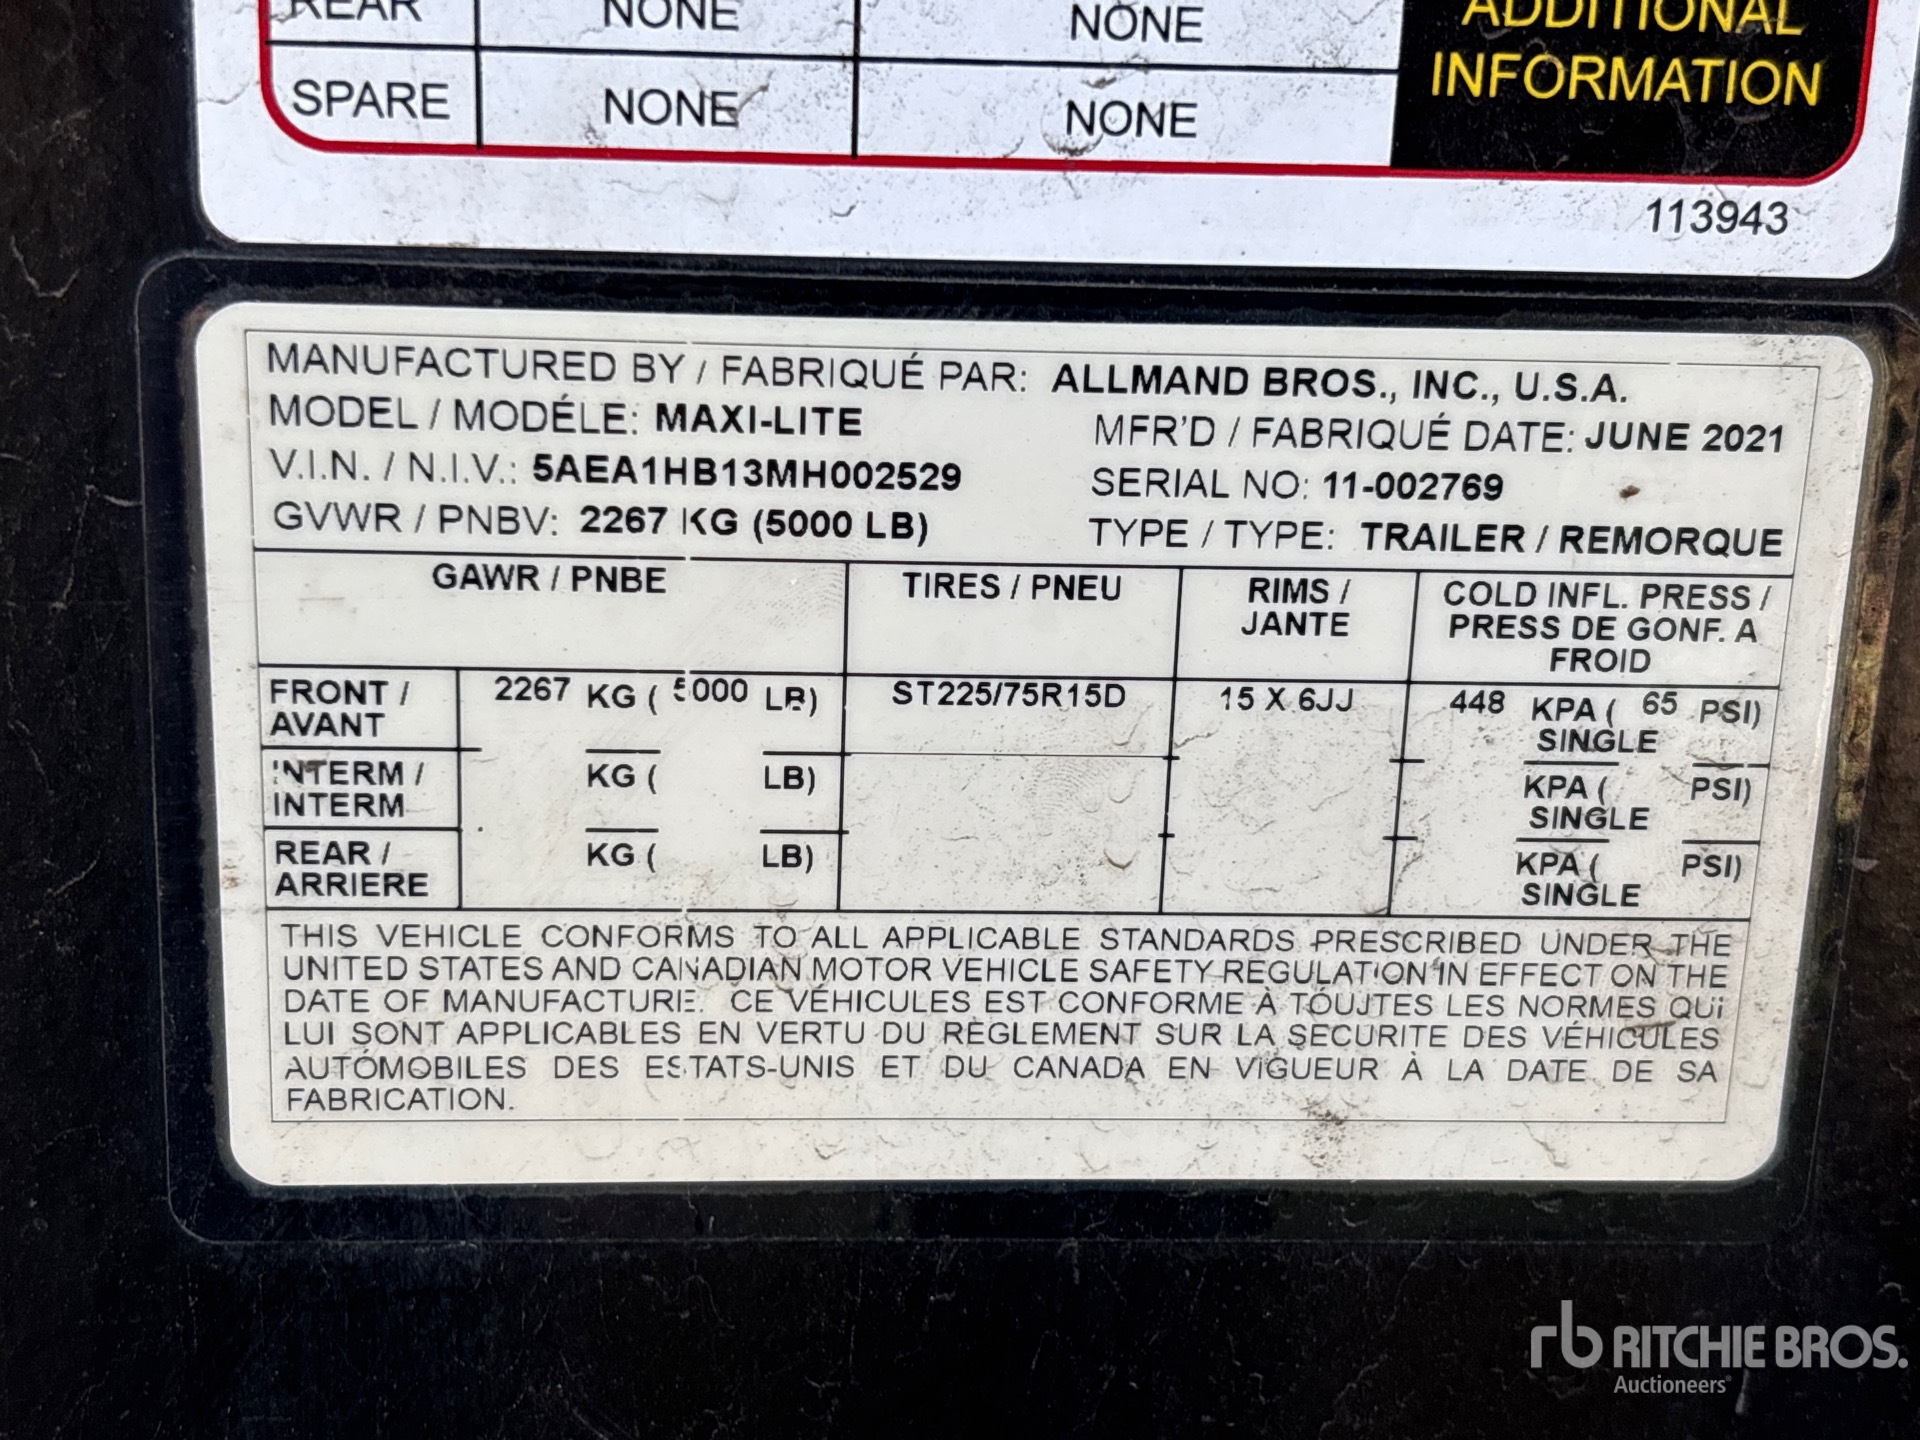 REAR NONE NONE
ADDITIONAL
INFORMATION
SPARE NONE NONE
113943
MANUFACTURED BY / FABRIQUÉ PAR: ALLMAND BROS., INC., U.S.A.
MODEL / MODÉLE: MAXI-LITE MFR'D / FABRIQUÉ DATE: JUNE 2021
V.I.N. / N.I.V.: 5AEA1HB13MH002529 SERIAL NO: 11-002769
GVWR / PNBV: 2267 KG (5000 LB) TYPE / TYPE: TRAILER / REMORQUE
GAWR / PNBE TIRES / PNEU RIMS / JANTE COLD INFL. PRESS / PRESS DE GONF. A FROID
FRONT / AVANT 2267 KG ( 5000 LB) ST225/75R15D 15 X 6JJ 448 KPA ( 65 PSI) SINGLE
INTERM / INTERM KG ( LB) KPA ( PSI) SINGLE
REAR / ARRIERE KG ( LB) KPA ( PSI) SINGLE
THIS VEHICLE CONFORMS TO ALL APPLICABLE STANDARDS PRESCRIBED UNDER THE
UNITED STATES AND CANADIAN MOTOR VEHICLE SAFETY REGULATION IN EFFECT ON THE
DATE OF MANUFACTURE. CE VÉHICULES EST CONFORME À TOUTES LES NORMES QUI
LUI SONT APPLICABLES EN VERTU DU RÈGLEMENT SUR LA SECURITE DES VÉHICULES
AUTÓMOBILES DES ESTATS-UNIS ET DU CANADA EN VIGUEUR À LA DATE DE SA
FABRICATION.
rb RITCHIE BROS.
Auctioneers